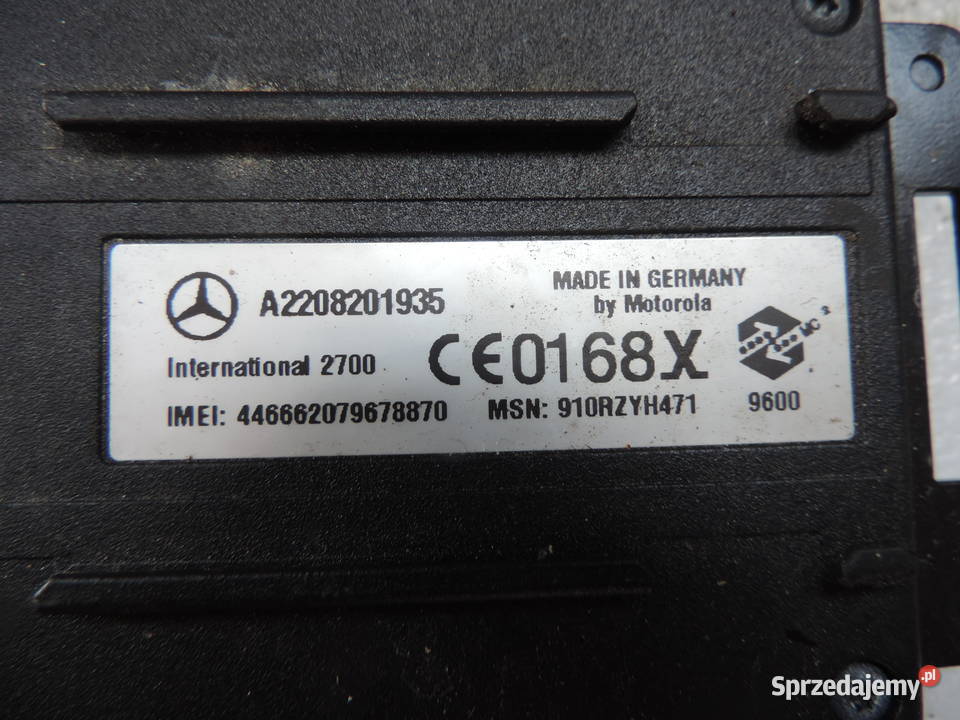 A2208201935
MADE IN GERMANY
by Motorola
International 2700
CE0168X
IMEI: 446662079678870
MSN: 910RZYH471
9600
Sprzedajemy.pl